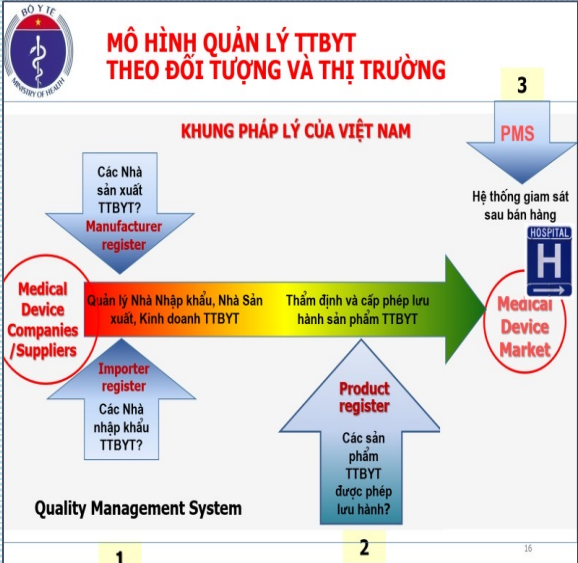 BỘ Y TẾ
MINISTRY OF HEALTH
MÔ HÌNH QUẢN LÝ TTBYT
THEO ĐỐI TƯỢNG VÀ THỊ TRƯỜNG
3
KHUNG PHÁP LÝ CỦA VIỆT NAM
PMS
Các Nhà
sản xuất
TTBYT?
Manufacturer
register
Hệ thống giam sát
sau bán hàng
HOSPITAL
H
Medical
Device
Companies
/Suppliers
Quản lý Nhà Nhập khẩu, Nhà Sản
xuất, Kinh doanh TTBYT
Thẩm định và cấp phép lưu
hành sản phẩm TTBYT
Medical
Device
Market
Importer
register
Các Nhà
nhập khẩu
TTBYT?
Product
register
Các sản
phẩm
TTBYT
được phép
lưu hành?
Quality Management System
1
2
16